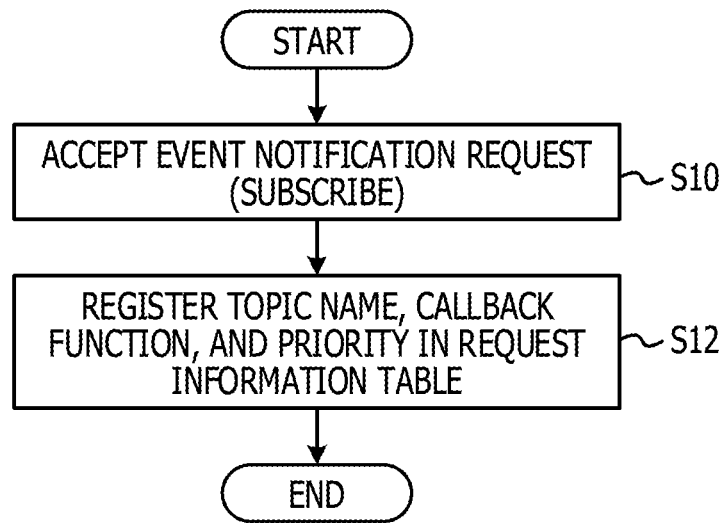 START
ACCEPT EVENT NOTIFICATION REQUEST
(SUBSCRIBE)
S10
REGISTER TOPIC NAME, CALLBACK
FUNCTION, AND PRIORITY IN REQUEST
INFORMATION TABLE
S12
END